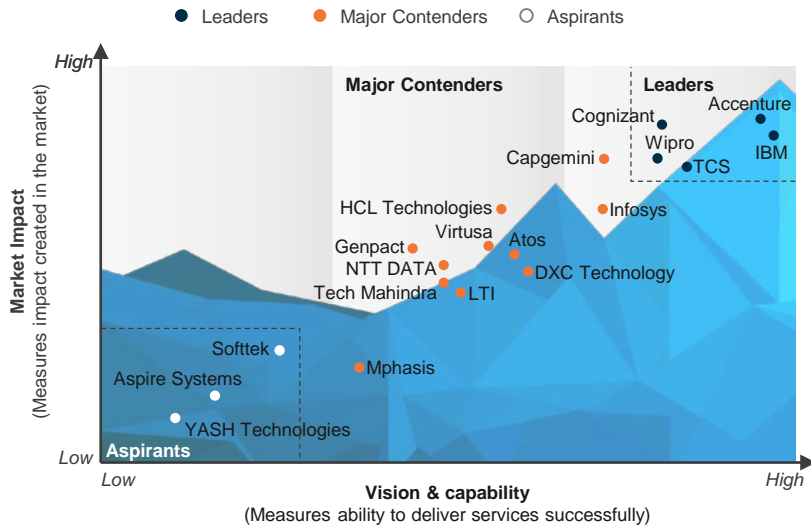 Leaders
Major Contenders
Aspirants
High
Major Contenders
Leaders
Accenture
Cognizant
IBM
Wipro
Capgemini
TCS
HCL Technologies
Infosys
Virtusa
Genpact
Atos
NTT DATA
DXC Technology
Tech Mahindra
LTI
Softtek
Mphasis
Aspire Systems
YASH Technologies
Aspirants
Market Impact
(Measures impact created in the market)
Low
Low
High
Vision & capability
(Measures ability to deliver services successfully)